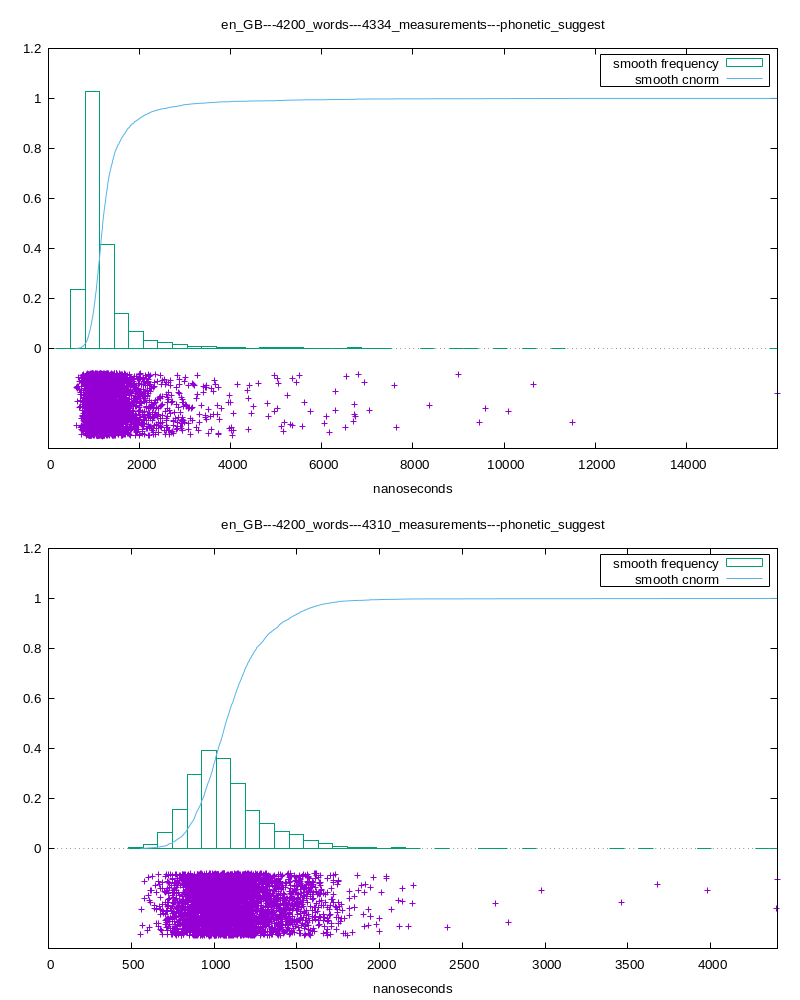 en_GB---4200_words---4334_measurements---phonetic_suggest
1.2
smooth frequency
smooth cnorm
1
0.8
0.6
0.4
0.2
0
0 2000 4000 6000 8000 10000 12000 14000
nanoseconds
en_GB---4200_words---4310_measurements---phonetic_suggest
1.2
smooth frequency
smooth cnorm
1
0.8
0.6
0.4
0.2
0
0 500 1000 1500 2000 2500 3000 3500 4000
nanoseconds